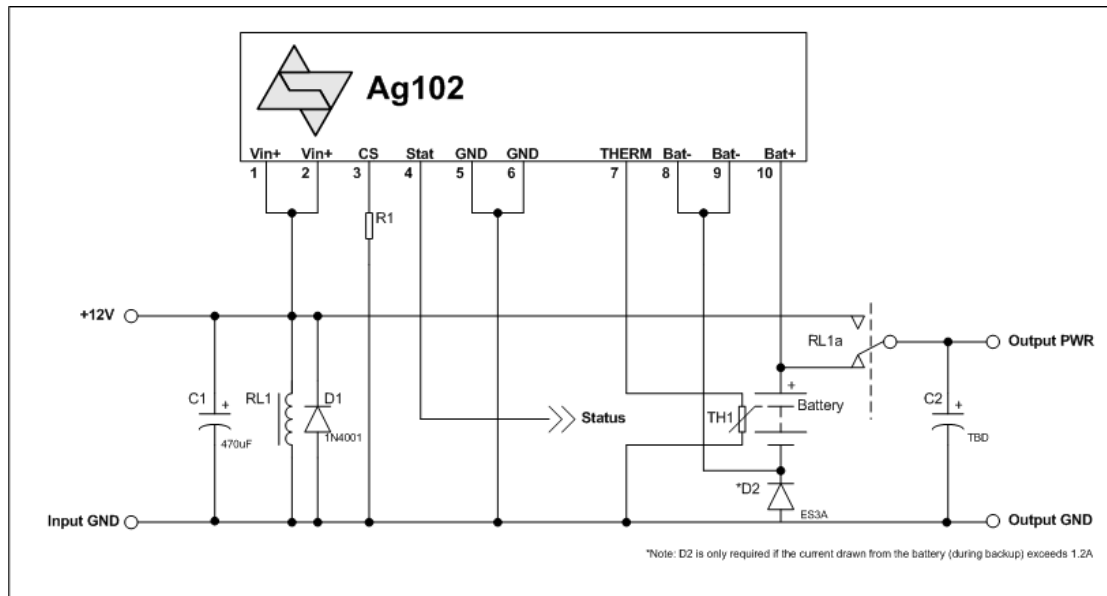 Ag102
Vin+ Vin+ CS Stat GND GND THERM Bat- Bat- Bat+
1 2 3 4 5 6 7 8 9 10
R1
+12V
RL1a
Output PWR
C1 +
470uF
RL1
D1
1N4001
Status
TH1
+
Battery
C2
+
TBD
*D2
ES3A
Input GND
Output GND
*Note: D2 is only required if the current drawn from the battery (during backup) exceeds 1.2A